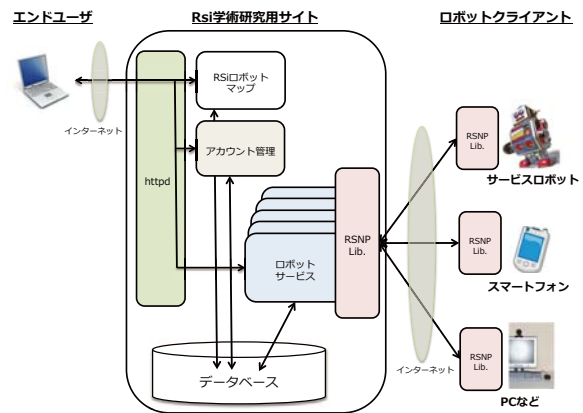 エンドユーザ
Rsi学術研究用サイト
ロボットクライアント
RSiロボット
マップ
インターネット
アカウント管理
httpd
ロボット
サービス
RSNP
Lib.
データベース
RSNP
Lib.
サービスロボット
RSNP
Lib.
スマートフォン
インターネット
RSNP
Lib.
PCなど